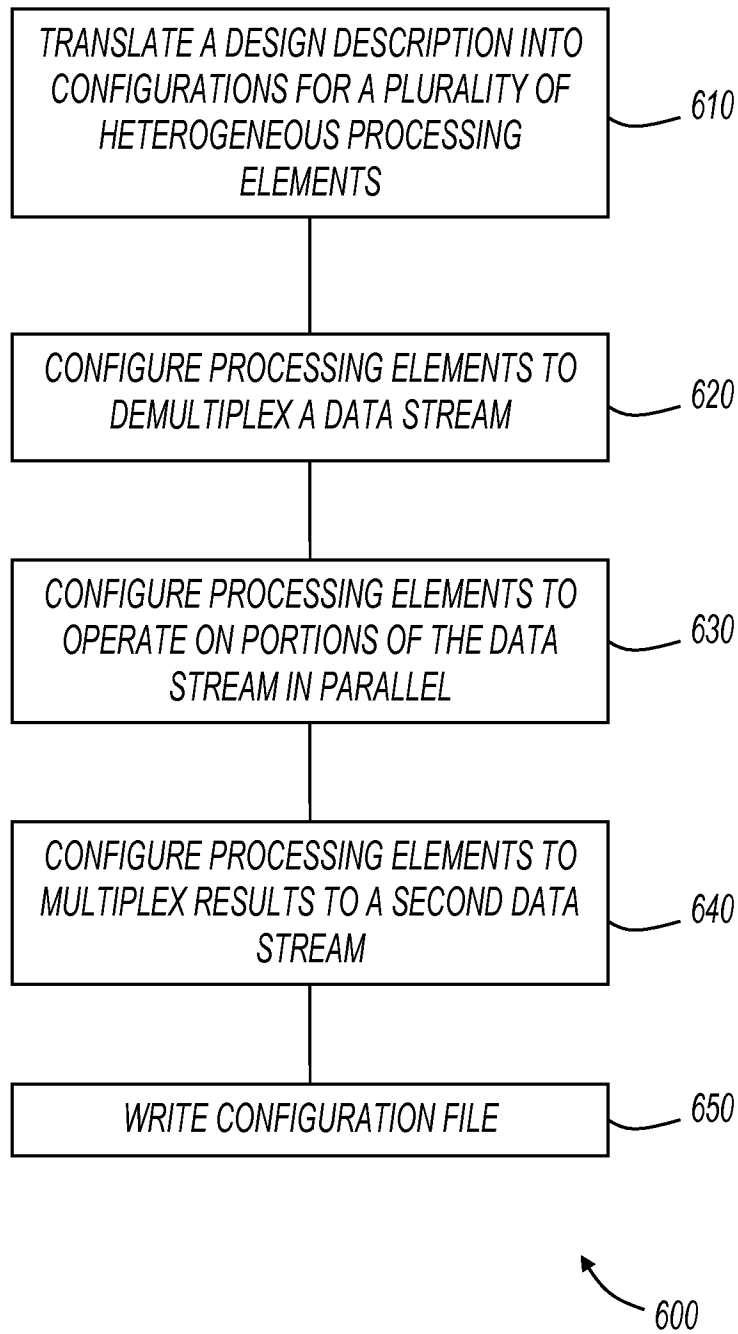 TRANSLATE A DESIGN DESCRIPTION INTO
CONFIGURATIONS FOR A PLURALITY OF
HETEROGENEOUS PROCESSING
ELEMENTS
610
CONFIGURE PROCESSING ELEMENTS TO
DEMULTIPLEX A DATA STREAM
620
CONFIGURE PROCESSING ELEMENTS TO
OPERATE ON PORTIONS OF THE DATA
STREAM IN PARALLEL
630
CONFIGURE PROCESSING ELEMENTS TO
MULTIPLEX RESULTS TO A SECOND DATA
STREAM
640
WRITE CONFIGURATION FILE
650
600